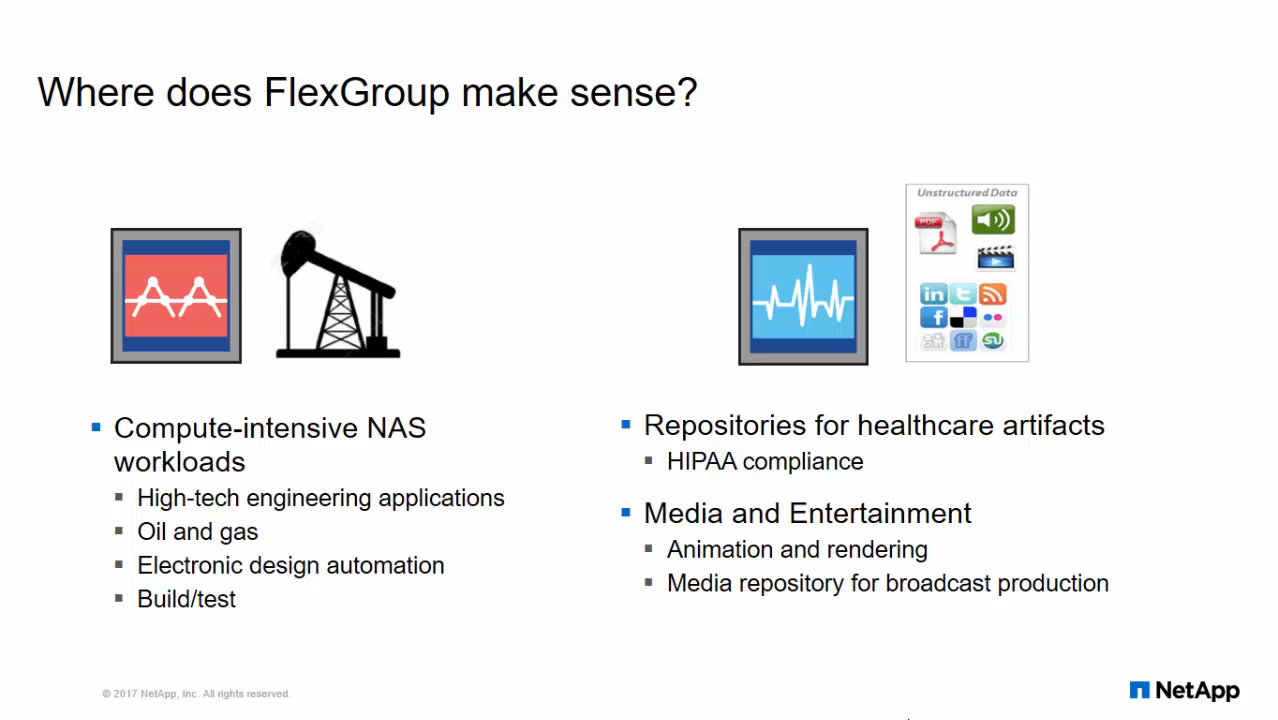 Where does FlexGroup make sense?
Unstructured Data
PDF
in
t
f
ff
Compute-intensive NAS
workloads
High-tech engineering applications
Oil and gas
Electronic design automation
Build/test
Repositories for healthcare artifacts
HIPAA compliance
Media and Entertainment
Animation and rendering
Media repository for broadcast production
© 2017 NetApp, Inc. All rights reserved.
NetApp